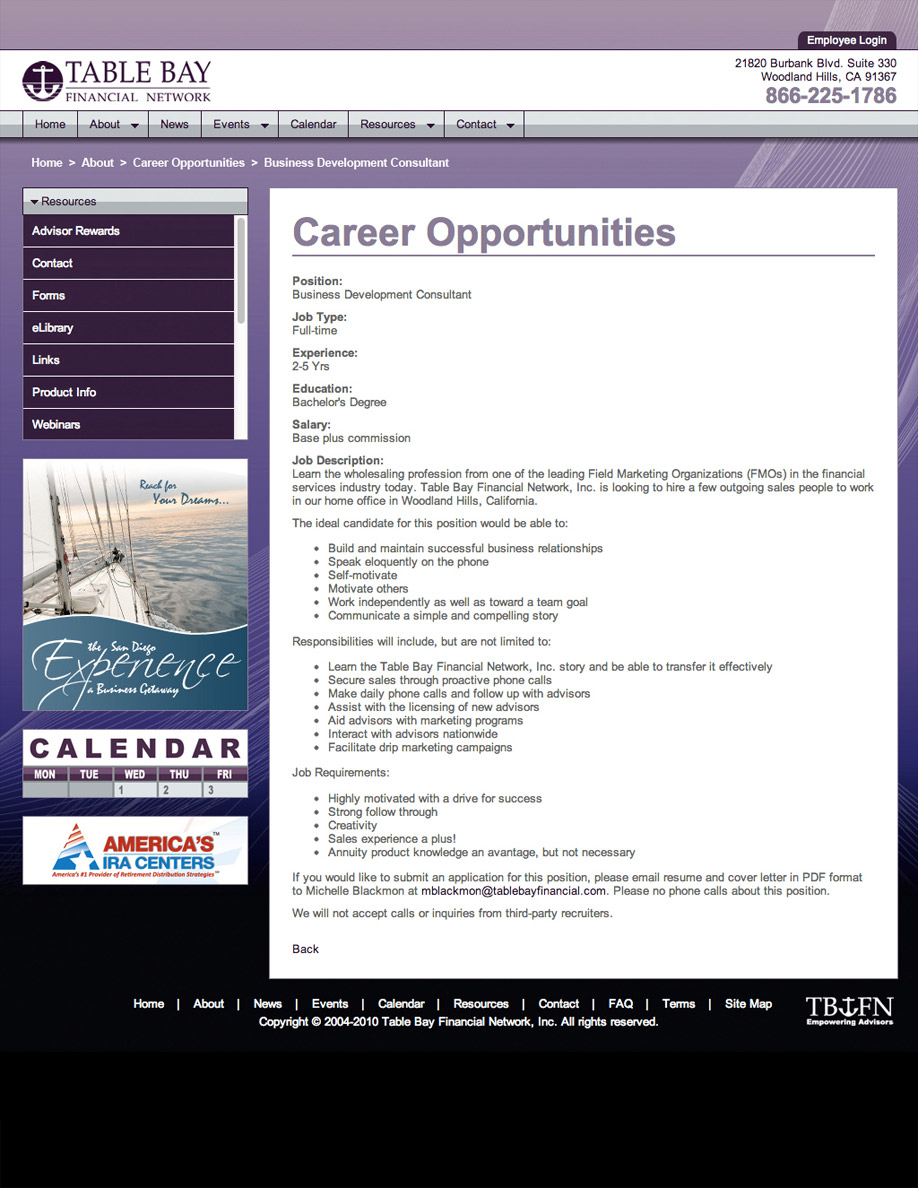 Employee Login
TABLE BAY
FINANCIAL NETWORK
21820 Burbank Blvd. Suite 330
Woodland Hills, CA 91367
866-225-1786
Home About News Events Calendar Resources Contact
Home > About > Career Opportunities > Business Development Consultant
Resources
Advisor Rewards
Contact
Forms
eLibrary
Links
Product Info
Webinars
Reach for
Your Dreams...
the San Diego
Experience
a Business Getaway
CALENDAR
MON TUE WED THU FRI
1 2 3
AMERICA'S™
IRA CENTERS
America's #1 Provider of Retirement Distribution Strategies
Career Opportunities
Position:
Business Development Consultant
Job Type:
Full-time
Experience:
2-5 Yrs
Education:
Bachelor's Degree
Salary:
Base plus commission
Job Description:
Learn the wholesaling profession from one of the leading Field Marketing Organizations (FMOs) in the financial
services industry today. Table Bay Financial Network, Inc. is looking to hire a few outgoing sales people to work
in our home office in Woodland Hills, California.
The ideal candidate for this position would be able to:
• Build and maintain successful business relationships
• Speak eloquently on the phone
• Self-motivate
• Motivate others
• Work independently as well as toward a team goal
• Communicate a simple and compelling story
Responsibilities will include, but are not limited to:
• Learn the Table Bay Financial Network, Inc. story and be able to transfer it effectively
• Secure sales through proactive phone calls
• Make daily phone calls and follow up with advisors
• Assist with the licensing of new advisors
• Aid advisors with marketing programs
• Interact with advisors nationwide
• Facilitate drip marketing campaigns
Job Requirements:
• Highly motivated with a drive for success
• Strong follow through
• Creativity
• Sales experience a plus!
• Annuity product knowledge an avantage, but not necessary
If you would like to submit an application for this position, please email resume and cover letter in PDF format
to Michelle Blackmon at mblackmon@tablebayfinancial.com. Please no phone calls about this position.
We will not accept calls or inquiries from third-party recruiters.
Back
Home | About | News | Events | Calendar | Resources | Contact | FAQ | Terms | Site Map
Copyright © 2004-2010 Table Bay Financial Network, Inc. All rights reserved.
TBFN
Empowering Advisors